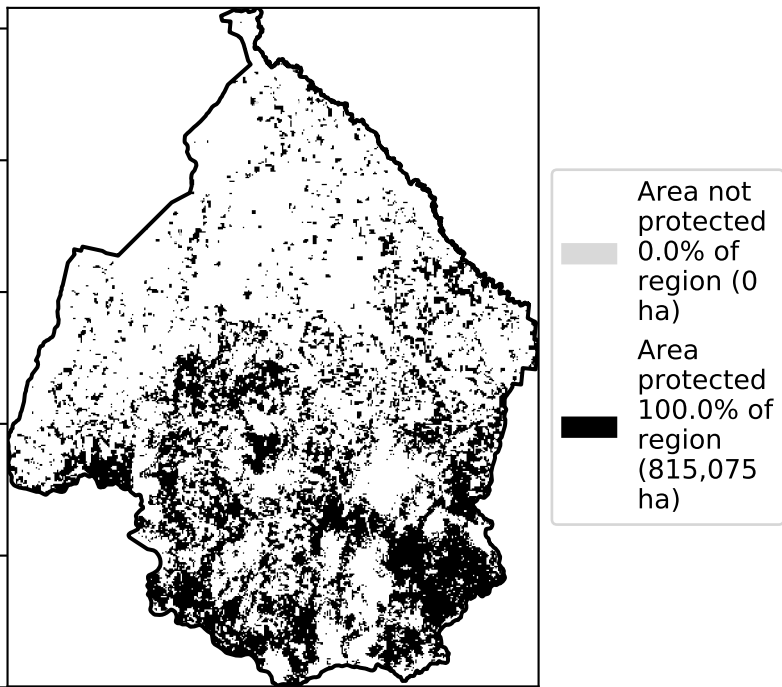 Area not
protected
0.0% of
region (0
ha)
Area
protected
100.0% of
region
(815,075
ha)